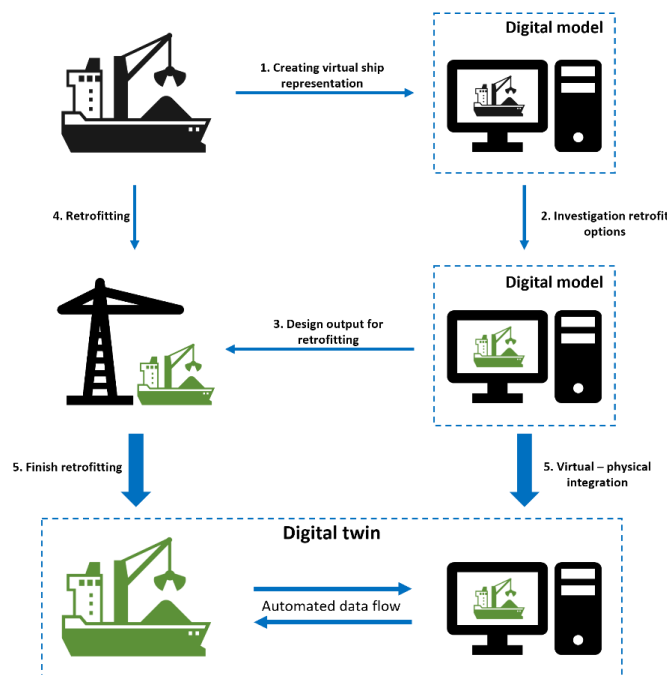 Digital model
1. Creating virtual ship
representation
4. Retrofitting
2. Investigation retrofit
options
Digital model
3. Design output for
retrofitting
5. Finish retrofitting
5. Virtual – physical
integration
Digital twin
Automated data flow